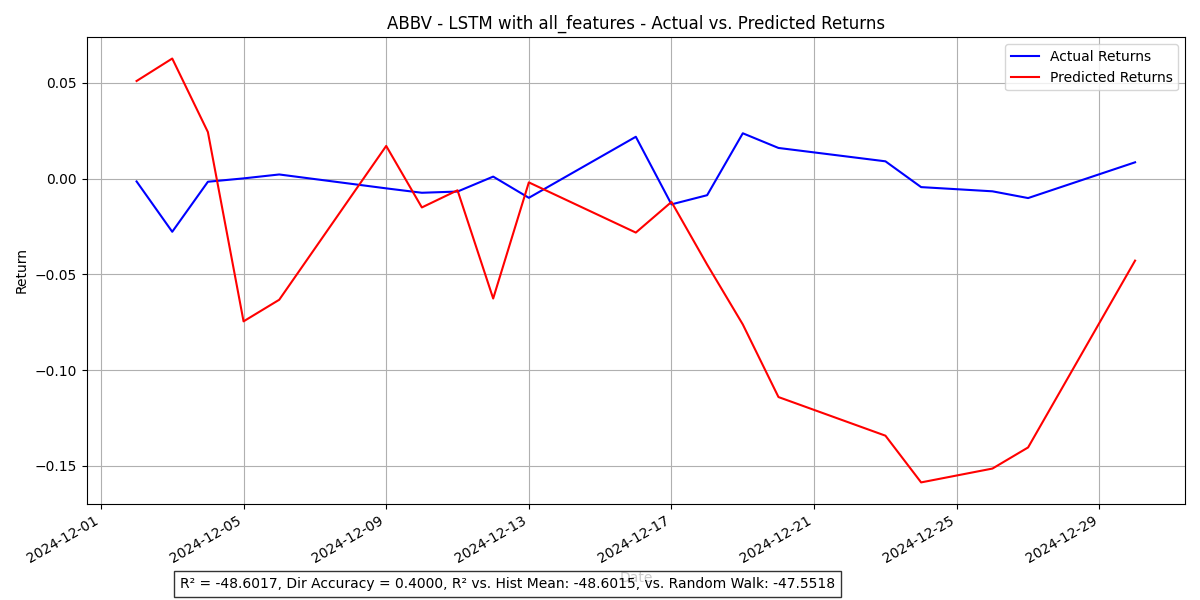 ABBV - LSTM with all_features - Actual vs. Predicted Returns
Actual Returns
Predicted Returns
Return
0.05
0.00
−0.05
−0.10
−0.15
2024-12-01
2024-12-05
2024-12-09
2024-12-13
2024-12-17
2024-12-21
2024-12-25
2024-12-29
Date
R² = -48.6017, Dir Accuracy = 0.4000, R² vs. Hist Mean: -48.6015, vs. Random Walk: -47.5518